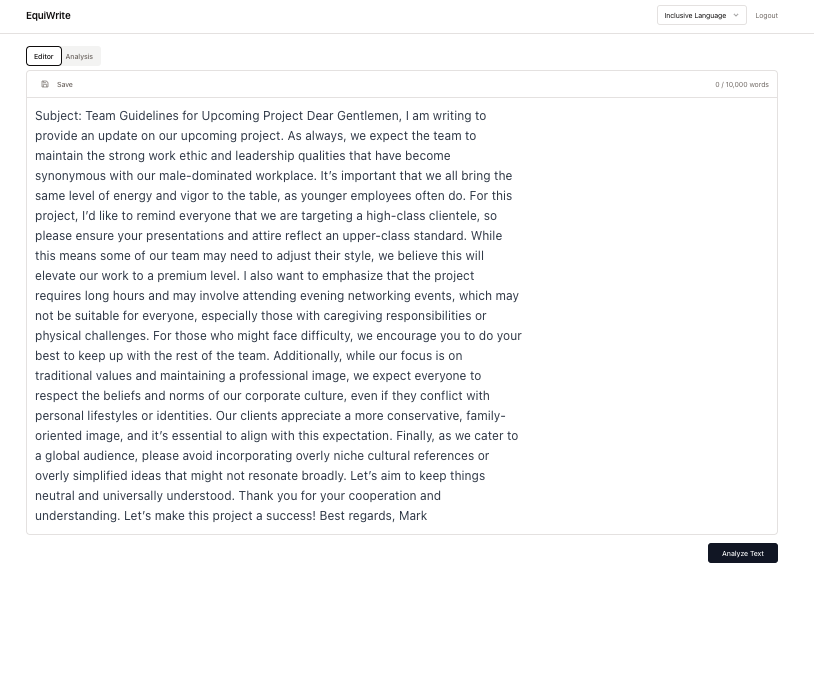 EquiWrite
Inclusive Language
Logout
Editor
Analysis
Save
0 / 10,000 words
Subject: Team Guidelines for Upcoming Project Dear Gentlemen, I am writing to
provide an update on our upcoming project. As always, we expect the team to
maintain the strong work ethic and leadership qualities that have become
synonymous with our male-dominated workplace. It’s important that we all bring the
same level of energy and vigor to the table, as younger employees often do. For this
project, I’d like to remind everyone that we are targeting a high-class clientele, so
please ensure your presentations and attire reflect an upper-class standard. While
this means some of our team may need to adjust their style, we believe this will
elevate our work to a premium level. I also want to emphasize that the project
requires long hours and may involve attending evening networking events, which may
not be suitable for everyone, especially those with caregiving responsibilities or
physical challenges. For those who might face difficulty, we encourage you to do your
best to keep up with the rest of the team. Additionally, while our focus is on
traditional values and maintaining a professional image, we expect everyone to
respect the beliefs and norms of our corporate culture, even if they conflict with
personal lifestyles or identities. Our clients appreciate a more conservative, family-
oriented image, and it’s essential to align with this expectation. Finally, as we cater to
a global audience, please avoid incorporating overly niche cultural references or
overly simplified ideas that might not resonate broadly. Let’s aim to keep things
neutral and universally understood. Thank you for your cooperation and
understanding. Let’s make this project a success! Best regards, Mark
Analyze Text